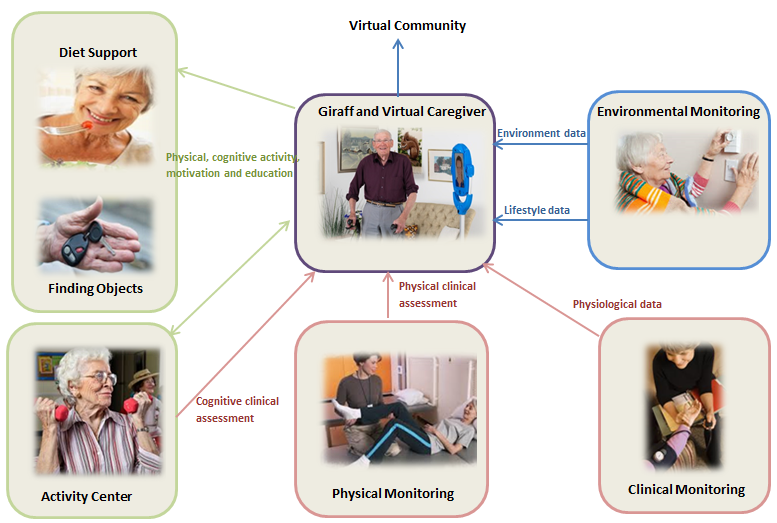 Virtual Community
Diet Support
Giraff and Virtual Caregiver
Environmental Monitoring
Environment data
Physical, cognitive activity,
motivation and education
Lifestyle data
Finding Objects
Physical clinical
assessment
Physiological data
Cognitive clinical
assessment
Activity Center
Physical Monitoring
Clinical Monitoring